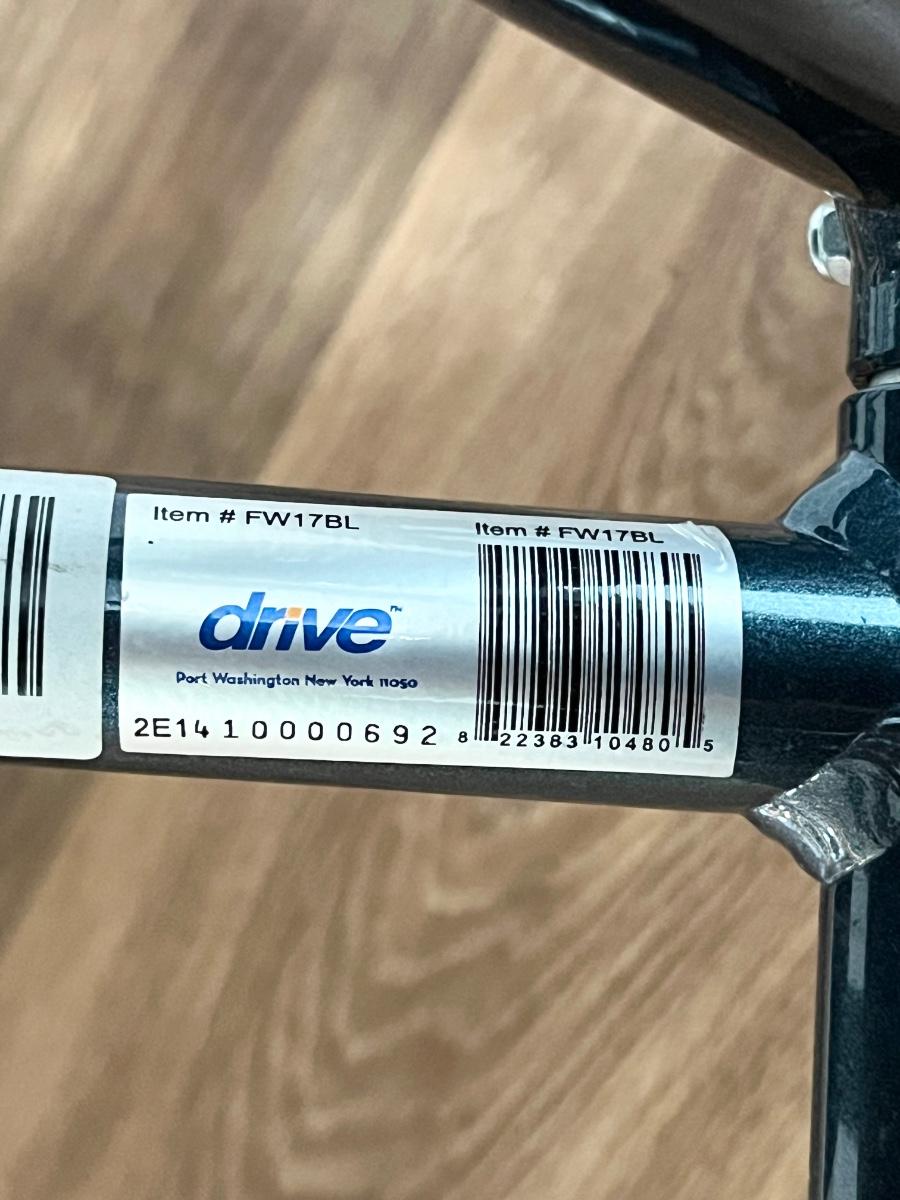 Item # FW17BL
drive™
Port Washington New York 11050
2E14 10000692
Item # FW17BL
8 22383 10480 5